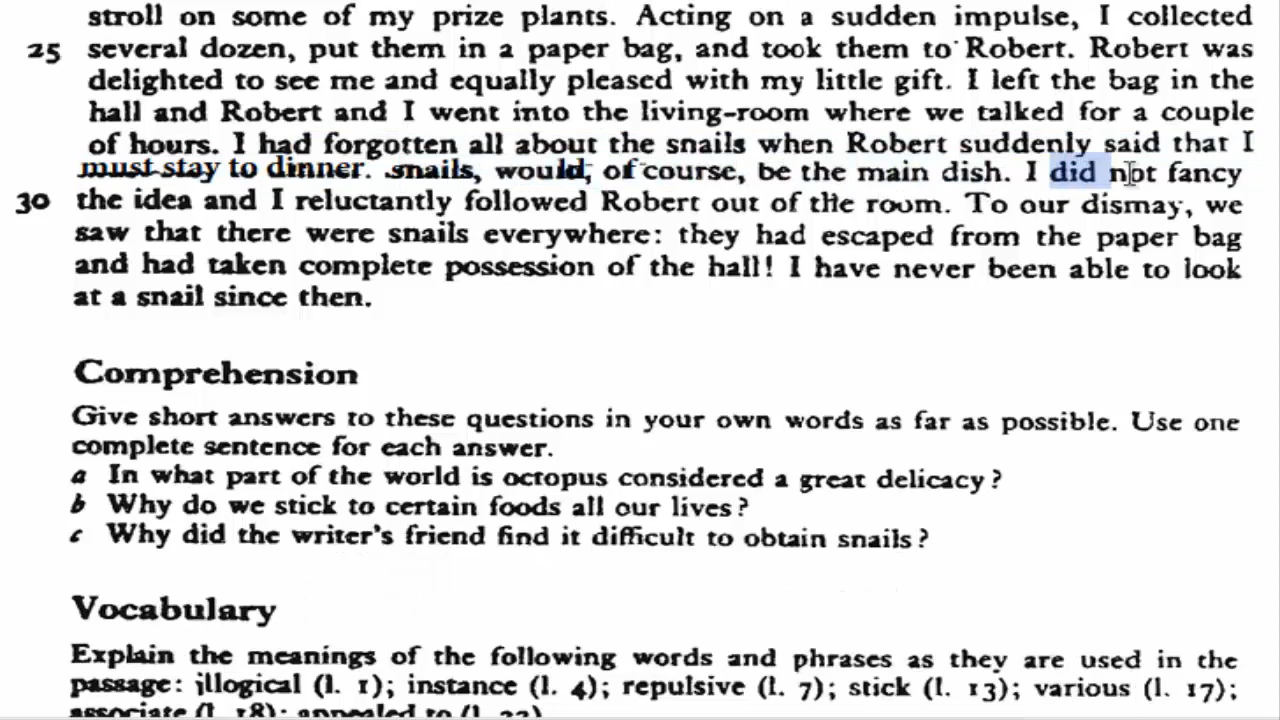 stroll on some of my prize plants. Acting on a sudden impulse, I collected
25 several dozen, put them in a paper bag, and took them to Robert. Robert was
delighted to see me and equally pleased with my little gift. I left the bag in the
hall and Robert and I went into the living-room where we talked for a couple
of hours. I had forgotten all about the snails when Robert suddenly said that I
must stay to dinner. snails, would, of course, be the main dish. I did not fancy
30 the idea and I reluctantly followed Robert out of the room. To our dismay, we
saw that there were snails everywhere: they had escaped from the paper bag
and had taken complete possession of the hall! I have never been able to look
at a snail since then.
Comprehension
Give short answers to these questions in your own words as far as possible. Use one
complete sentence for each answer.
a In what part of the world is octopus considered a great delicacy?
b Why do we stick to certain foods all our lives?
c Why did the writer's friend find it difficult to obtain snails?
Vocabulary
Explain the meanings of the following words and phrases as they are used in the
passage: illogical (l. 1); instance (l. 4); repulsive (l. 7); stick (l. 13); various (l. 17);
associate (l. 18); appealed to (l. 22)